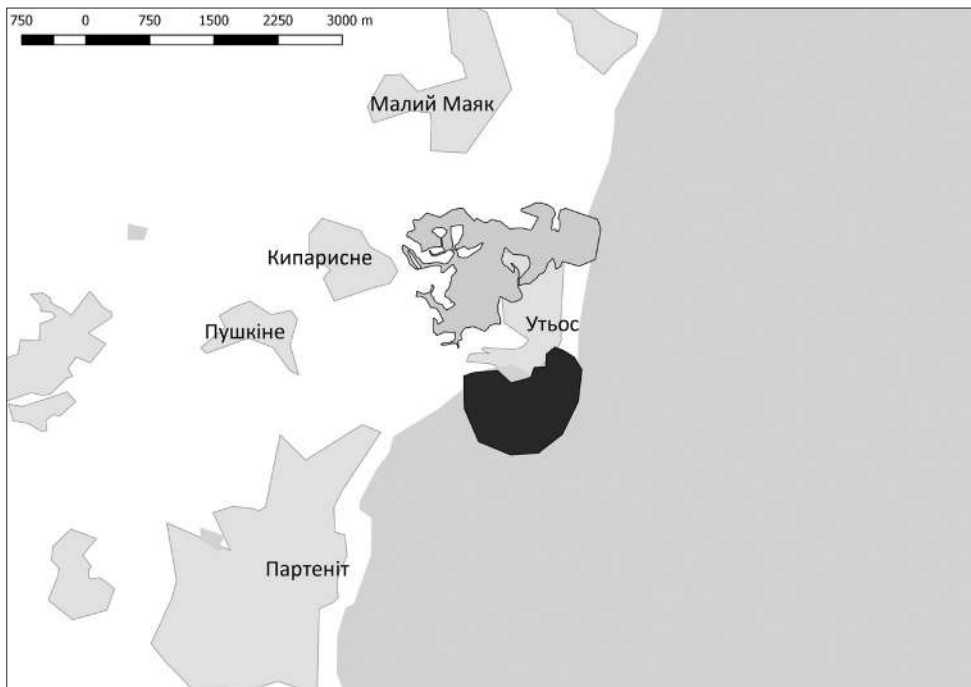 750 0 750 1500 2250 3000 m
Малий Маяк
Кипарисне
Пушкіне
Утьос
Партеніт